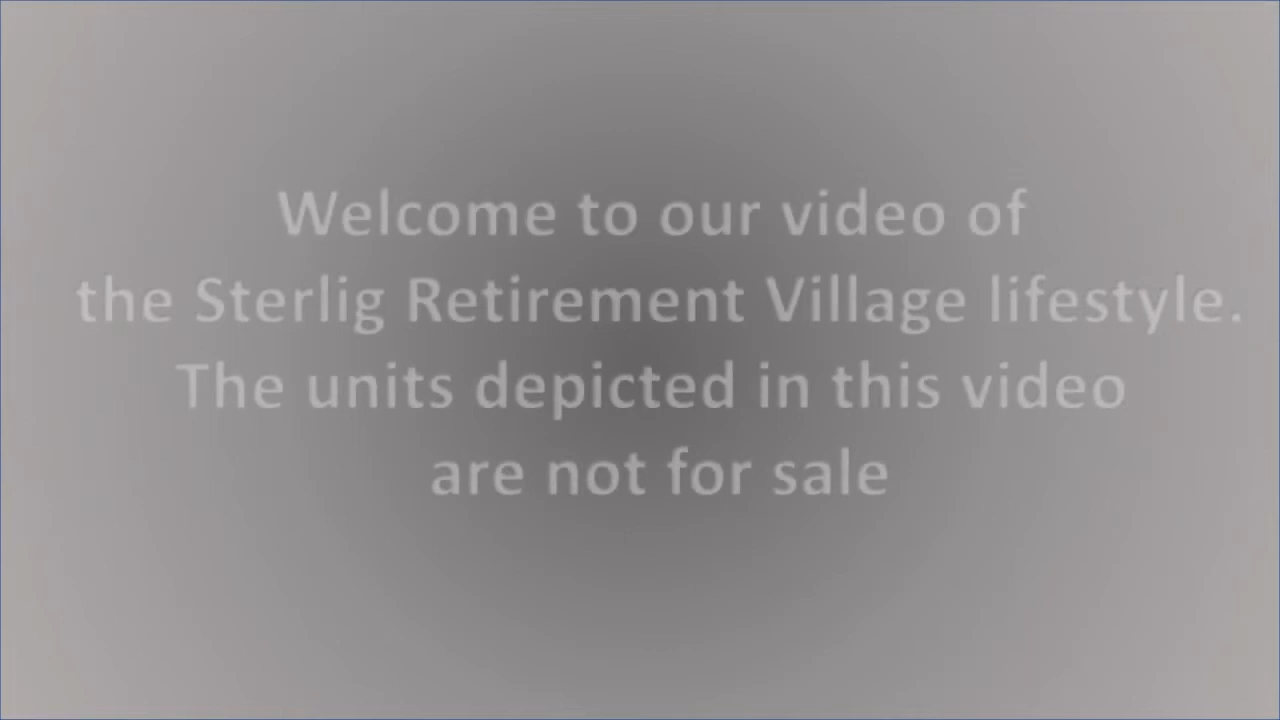 Welcome to our video of
the Sterlig Retirement Village lifestyle.
The units depicted in this video
are not for sale